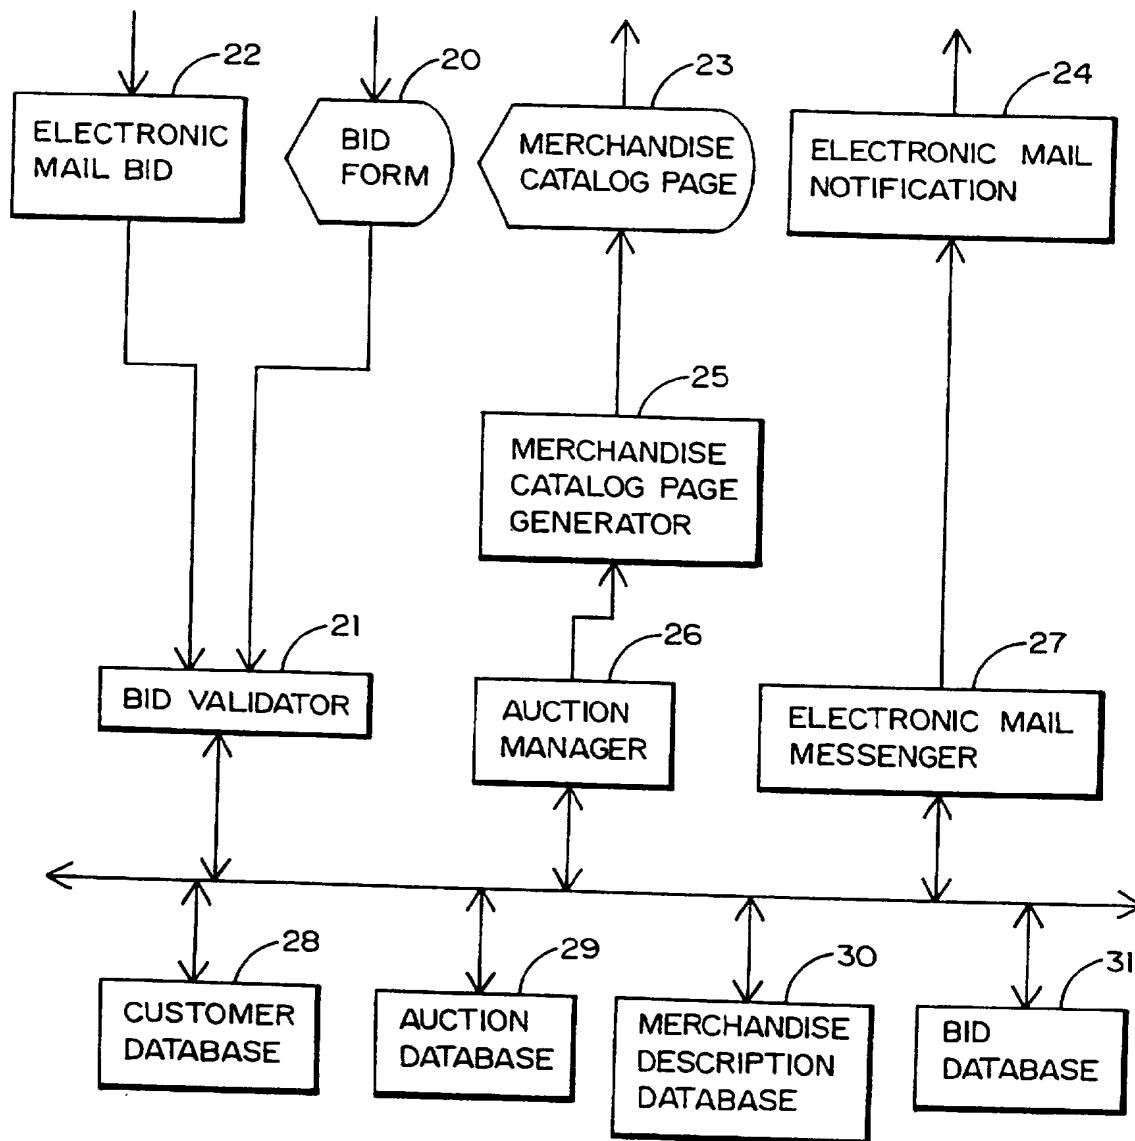 22
20
23
24
ELECTRONIC
MAIL BID
BID
FORM
MERCHANDISE
CATALOG PAGE
ELECTRONIC MAIL
NOTIFICATION
25
MERCHANDISE
CATALOG PAGE
GENERATOR
21
26
27
BID VALIDATOR
AUCTION
MANAGER
ELECTRONIC MAIL
MESSENGER
28
29
30
31
CUSTOMER
DATABASE
AUCTION
DATABASE
MERCHANDISE
DESCRIPTION
DATABASE
BID
DATABASE